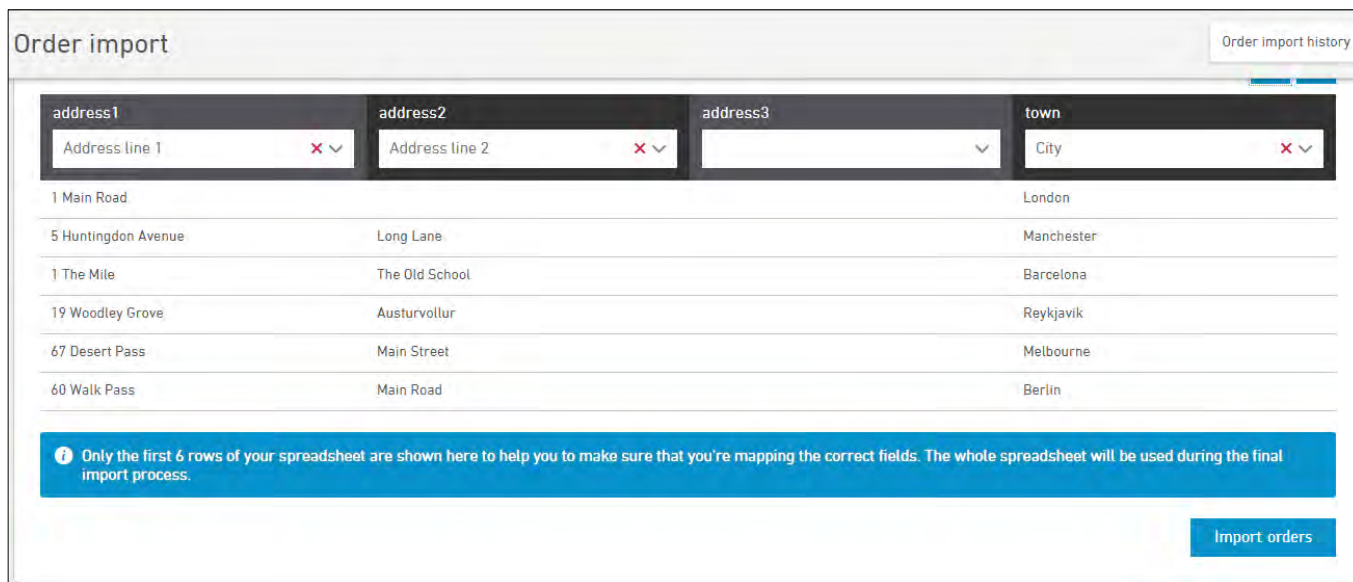 Order import
Order import history
address1 address2 address3 town
Address line 1 Address line 2 City
1 Main Road London
5 Huntingdon Avenue Long Lane Manchester
1 The Mile The Old School Barcelona
19 Woodley Grove Austurvollur Reykjavik
67 Desert Pass Main Street Melbourne
60 Walk Pass Main Road Berlin
Only the first 6 rows of your spreadsheet are shown here to help you to make sure that you're mapping the correct fields. The whole spreadsheet will be used during the final
import process.
Import orders